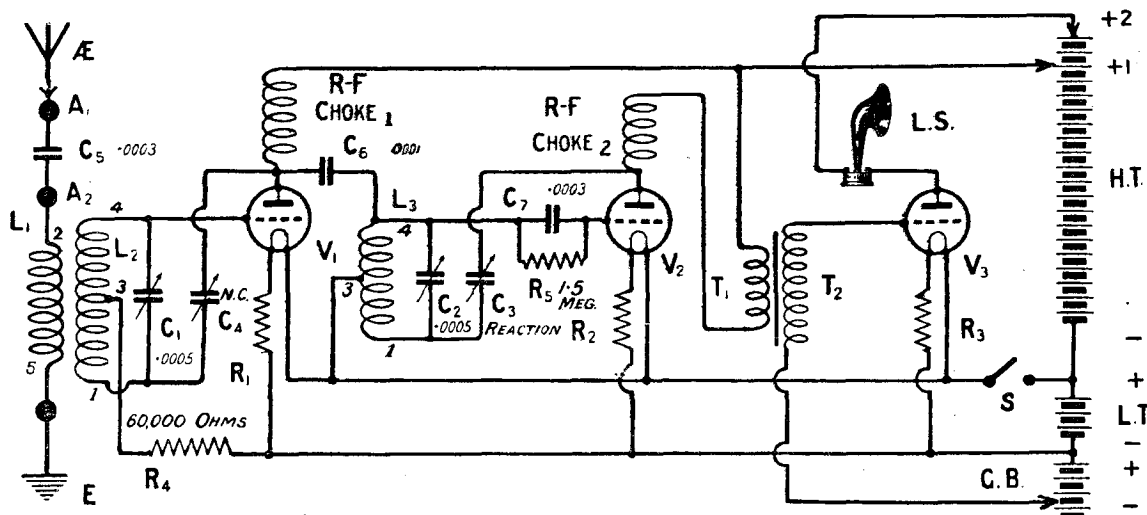 Æ
A1
C5 .0003
A2
L1
2
5
E
4
L2
3
1
C1
.0005
N.C.
C4
R-F
CHOKE 1
V1
R1
60,000 OHMS
R4
C6 .0001
L3
4
3
1
C2
.0005
C3
REACTION
C7 .0003
R5 1.5
MEG.
R-F
CHOKE 2
V2
R2
T1
T2
L.S.
V3
R3
S
+2
+1
H.T.
-
+
L.T
-
+
G.B.
-